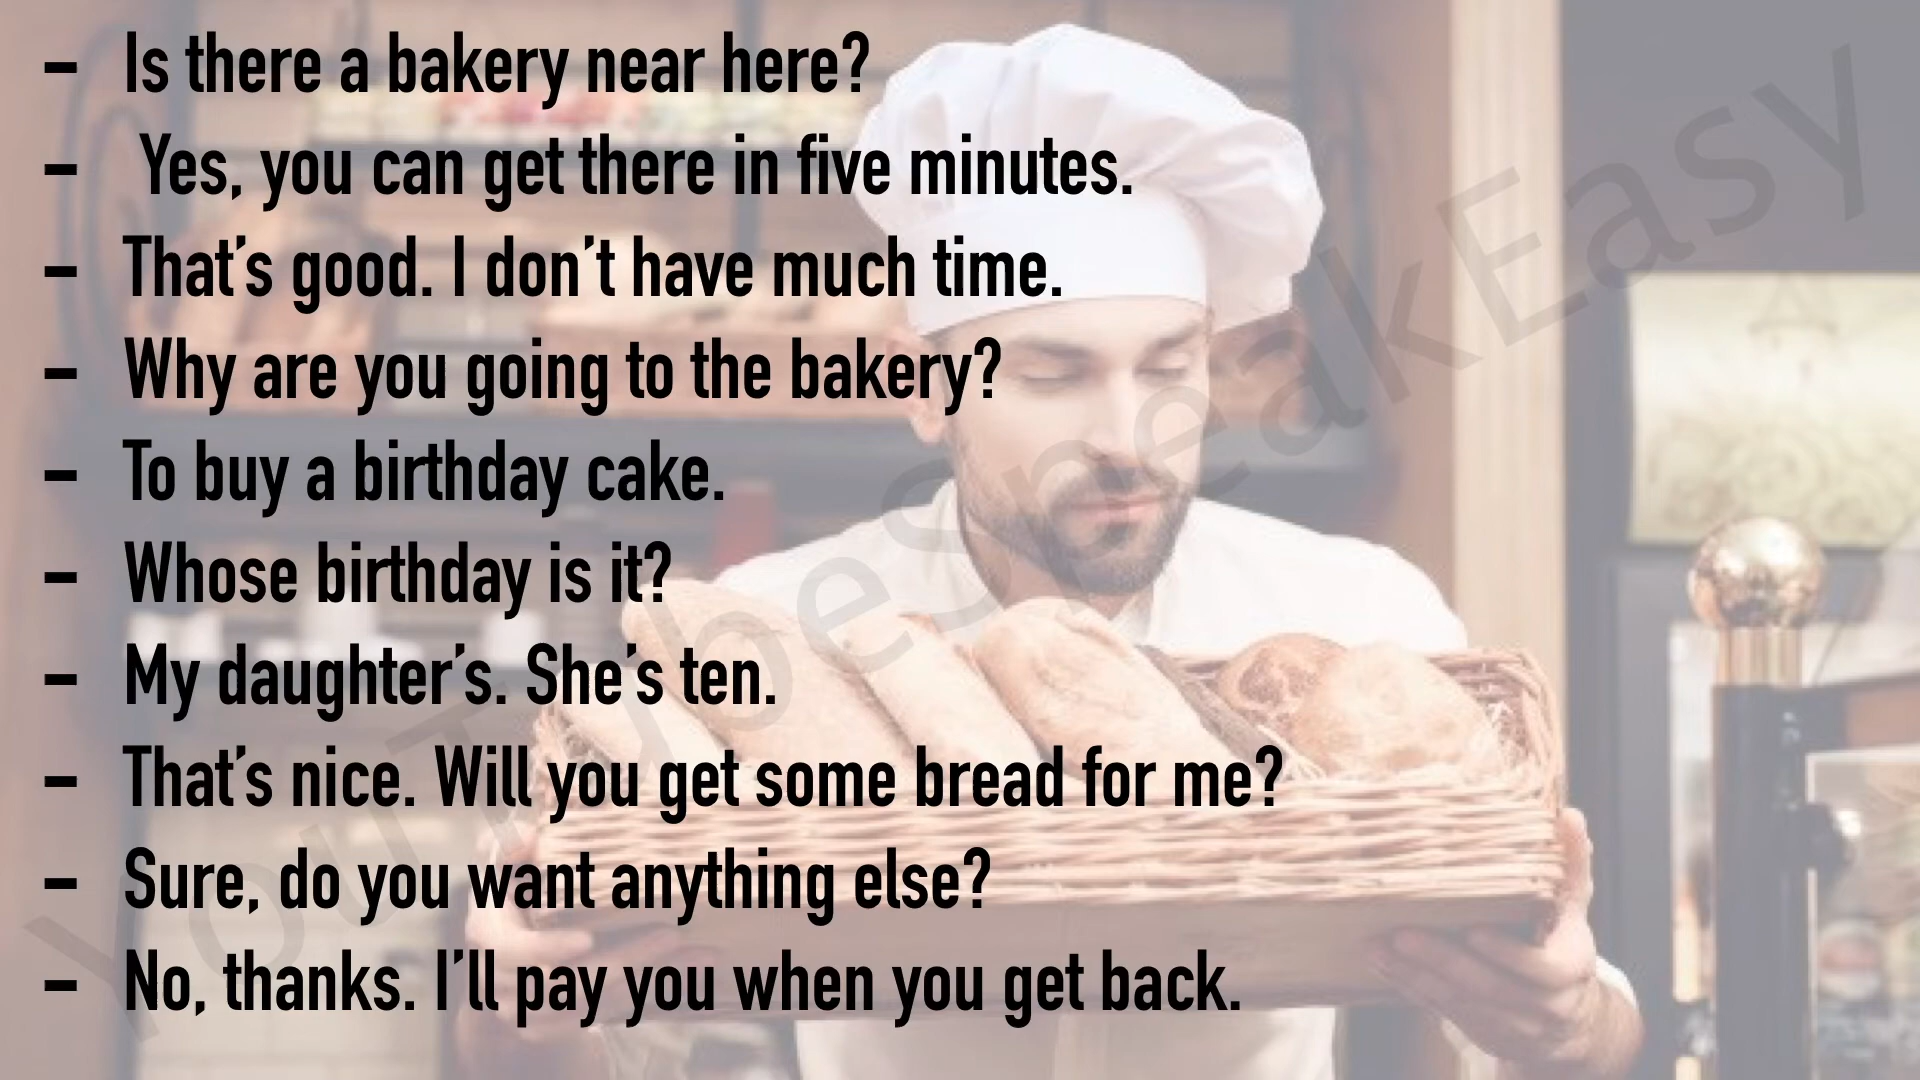 - Is there a bakery near here?
- Yes, you can get there in five minutes.
- That's good. I don't have much time.
- Why are you going to the bakery?
- To buy a birthday cake.
- Whose birthday is it?
- My daughter's. She's ten.
- That's nice. Will you get some bread for me?
- Sure, do you want anything else?
- No, thanks. I'll pay you when you get back.
YouTubeSpeakEasy